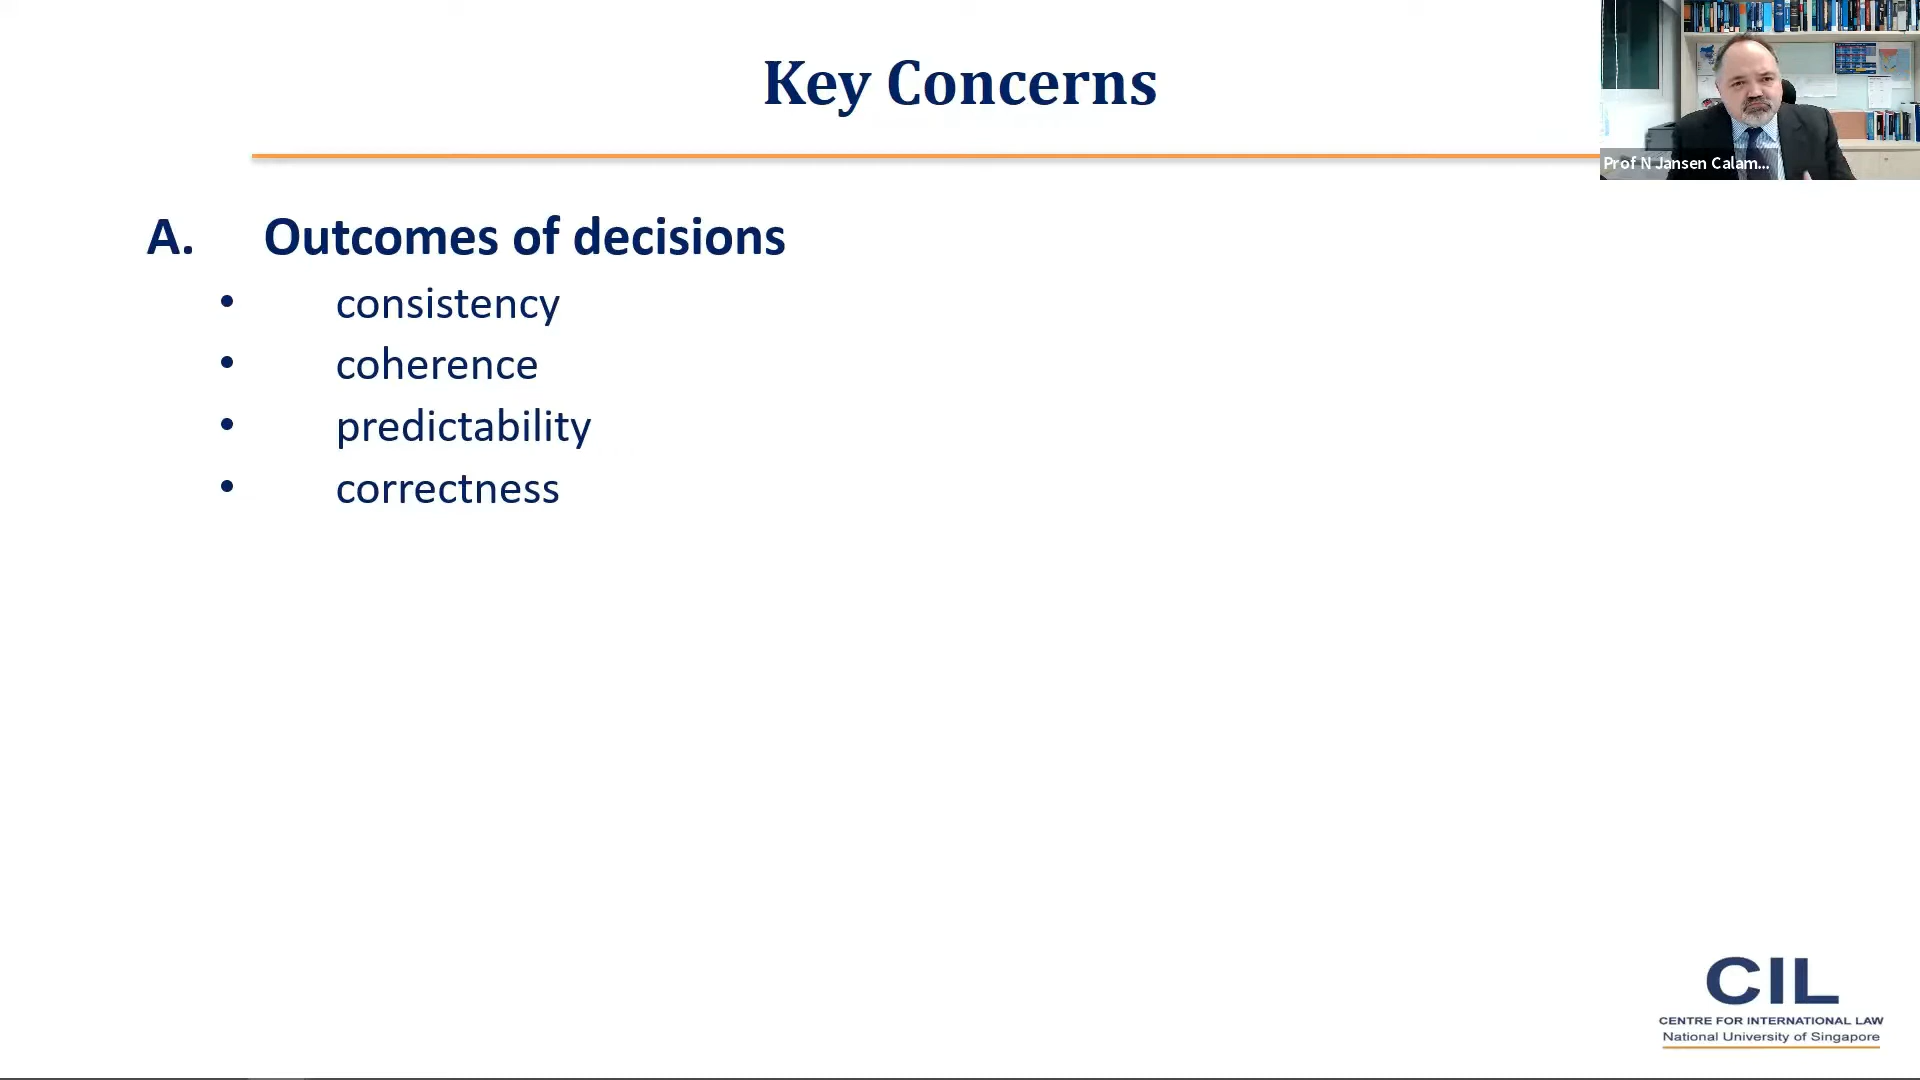 Key Concerns
Prof N Jansen Calam...
A. Outcomes of decisions
• consistency
• coherence
• predictability
• correctness
CIL
CENTRE FOR INTERNATIONAL LAW
National University of Singapore